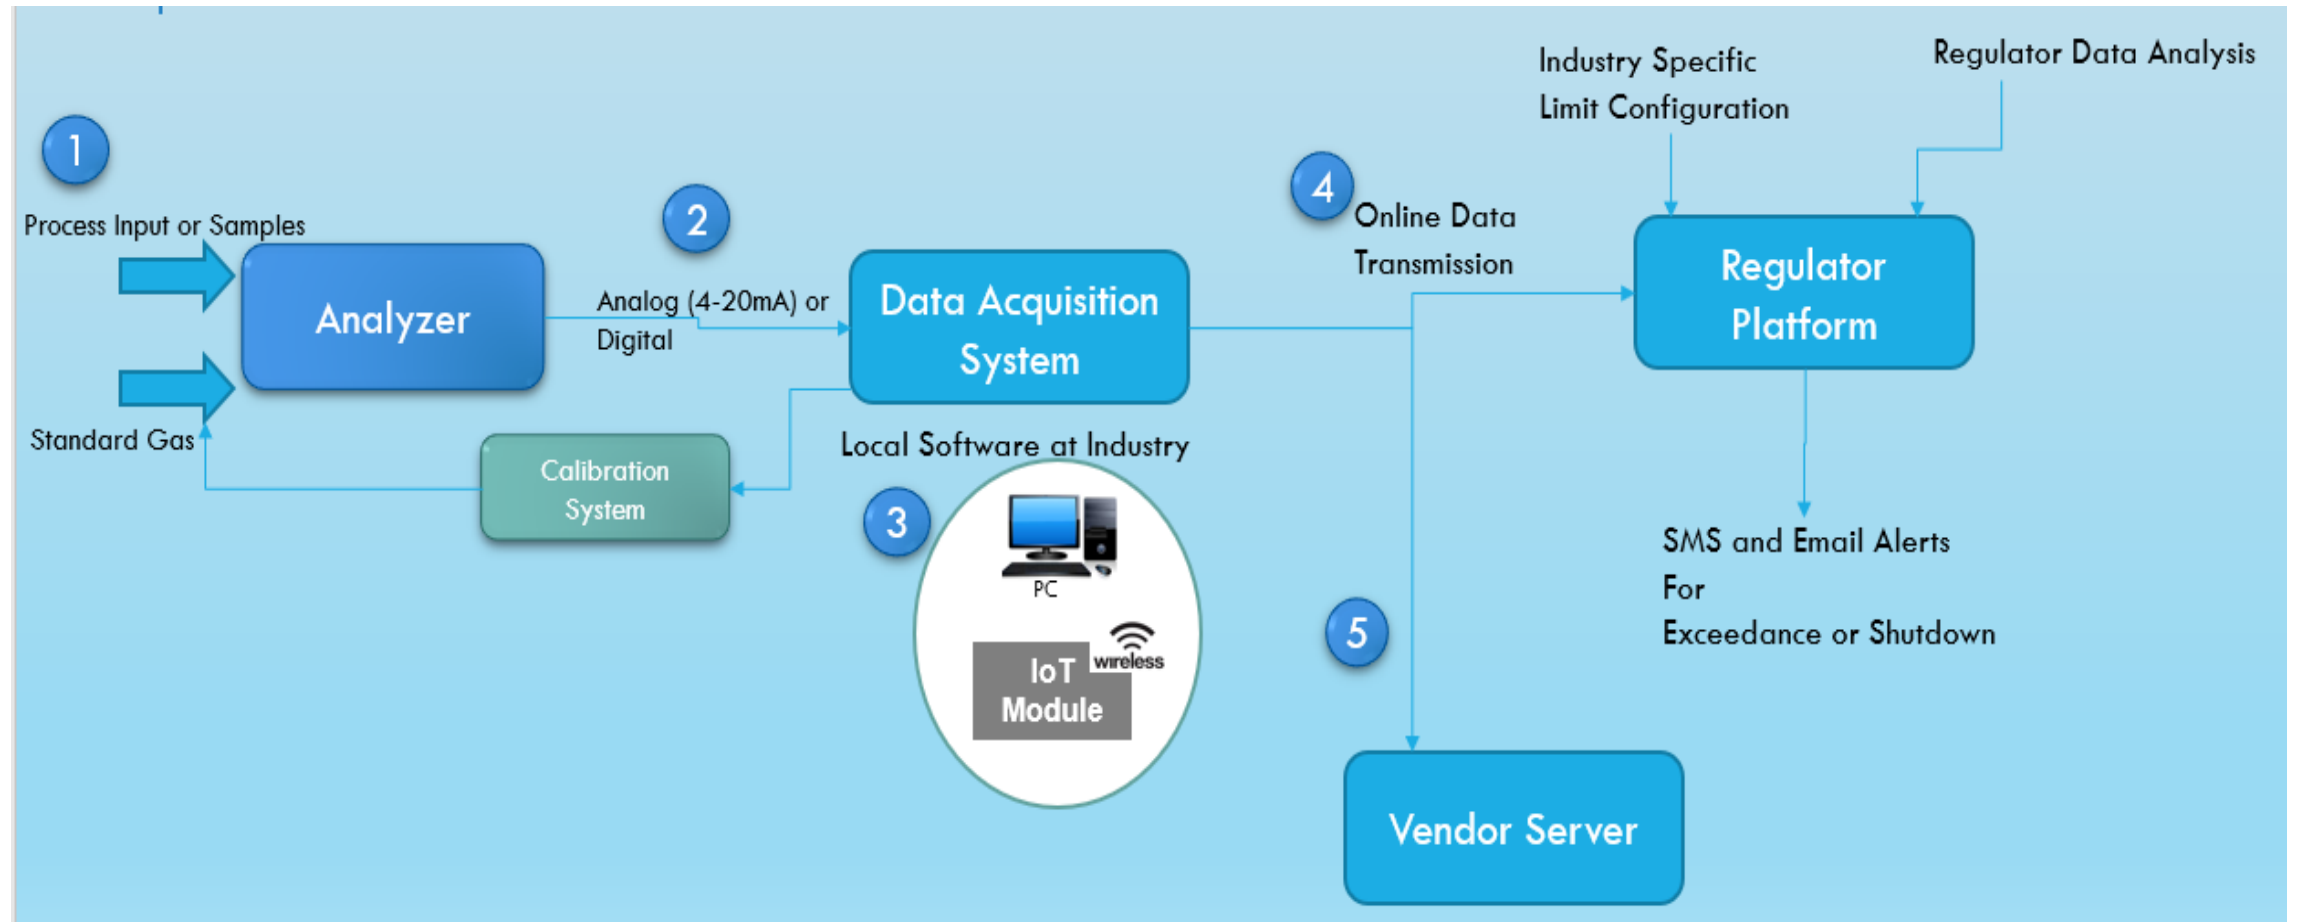 1
Process Input or Samples
Analyzer
Standard Gas
2
Analog (4-20mA) or
Digital
Calibration
System
Data Acquisition
System
Local Software at Industry
3
PC
IoT
Module
wireless
4
Online Data
Transmission
5
Vendor Server
Industry Specific
Limit Configuration
Regulator Data Analysis
Regulator
Platform
SMS and Email Alerts
For
Exceedance or Shutdown